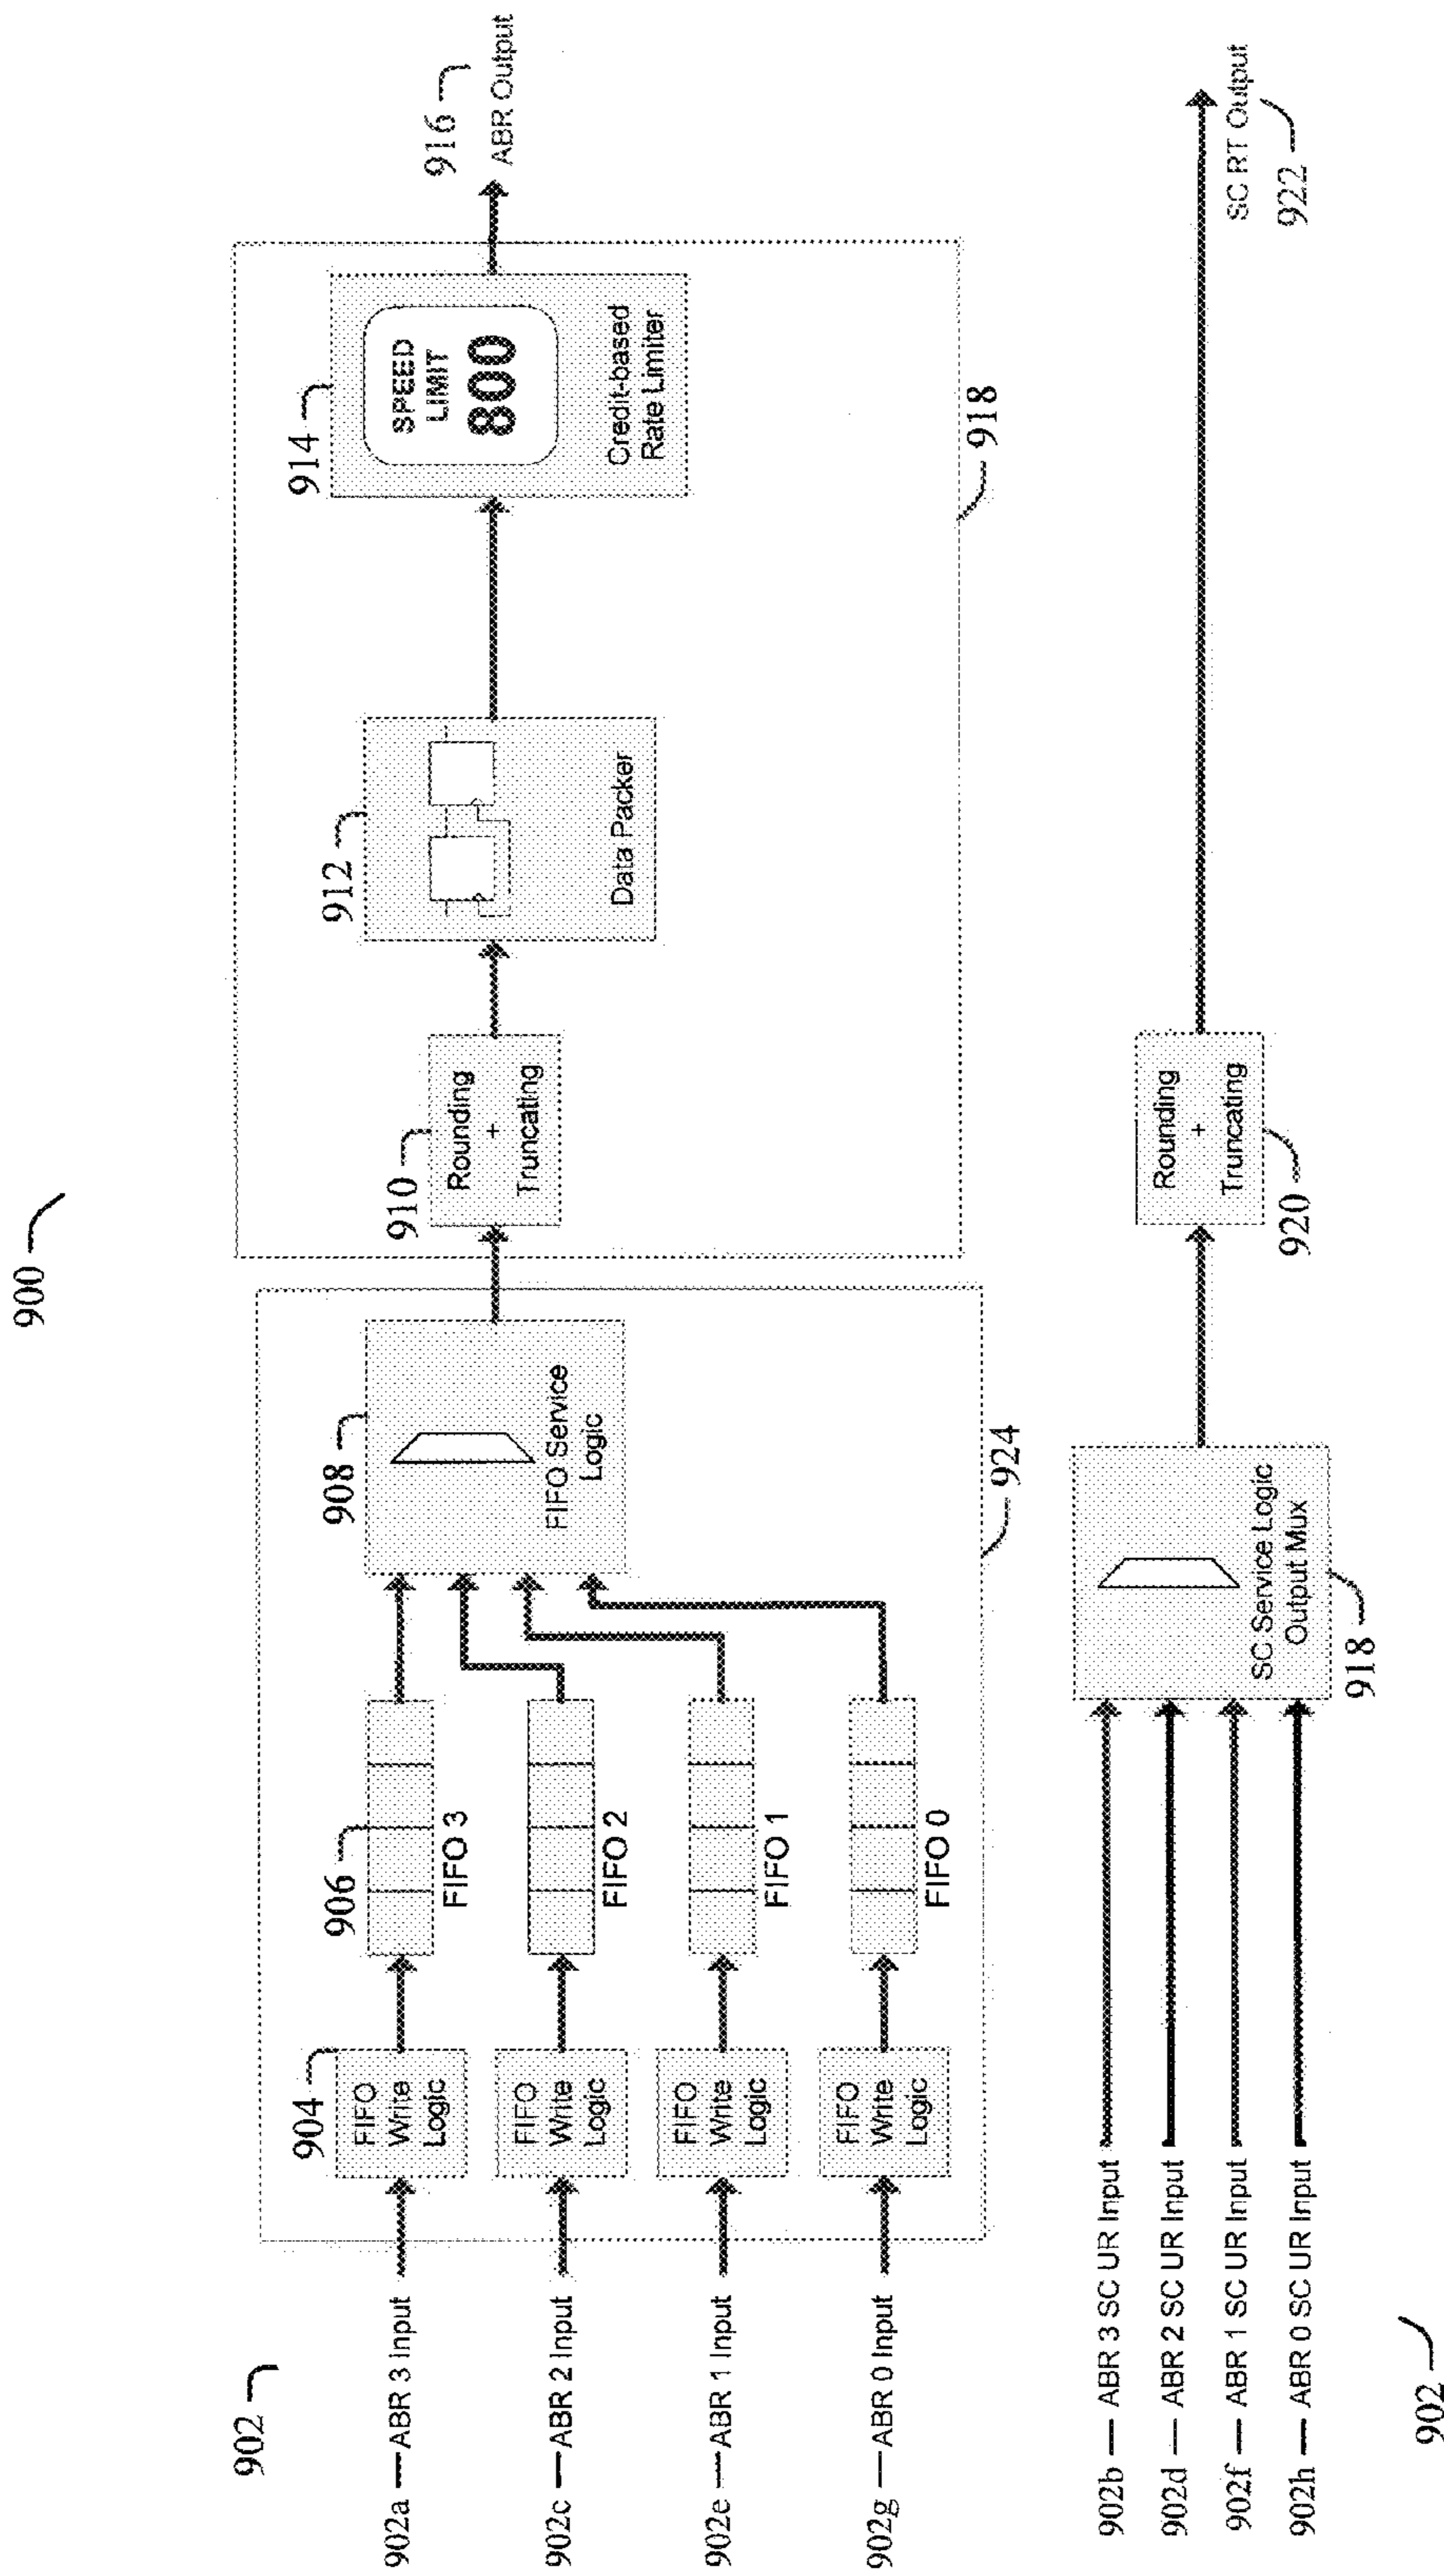 900
902
902a — ABR 3 Input
902c — ABR 2 Input
902e — ABR 1 Input
902g — ABR 0 Input
904
FIFO
Write
Logic
FIFO
Write
Logic
FIFO
Write
Logic
FIFO
Write
Logic
906
FIFO 3
FIFO 2
FIFO 1
FIFO 0
908
FIFO Service
Logic
924
910
Rounding
+
Truncating
912
Data Packer
914
SPEED
LIMIT
800
Credit-based
Rate Limiter
918
916
ABR Output
902b — ABR 3 SC UR Input
902d — ABR 2 SC UR Input
902f — ABR 1 SC UR Input
902h — ABR 0 SC UR Input
902
SC Service Logic
Output Mux
918
Rounding
+
Truncating
920
SC RT Output
922